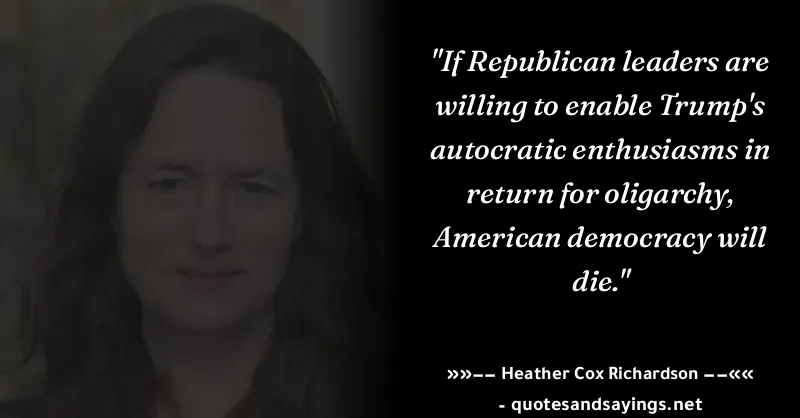 "If Republican leaders are
willing to enable Trump's
autocratic enthusiasms in
return for oligarchy,
American democracy will
die."
»»−− Heather Cox Richardson −−««
- quotesandsayings.net